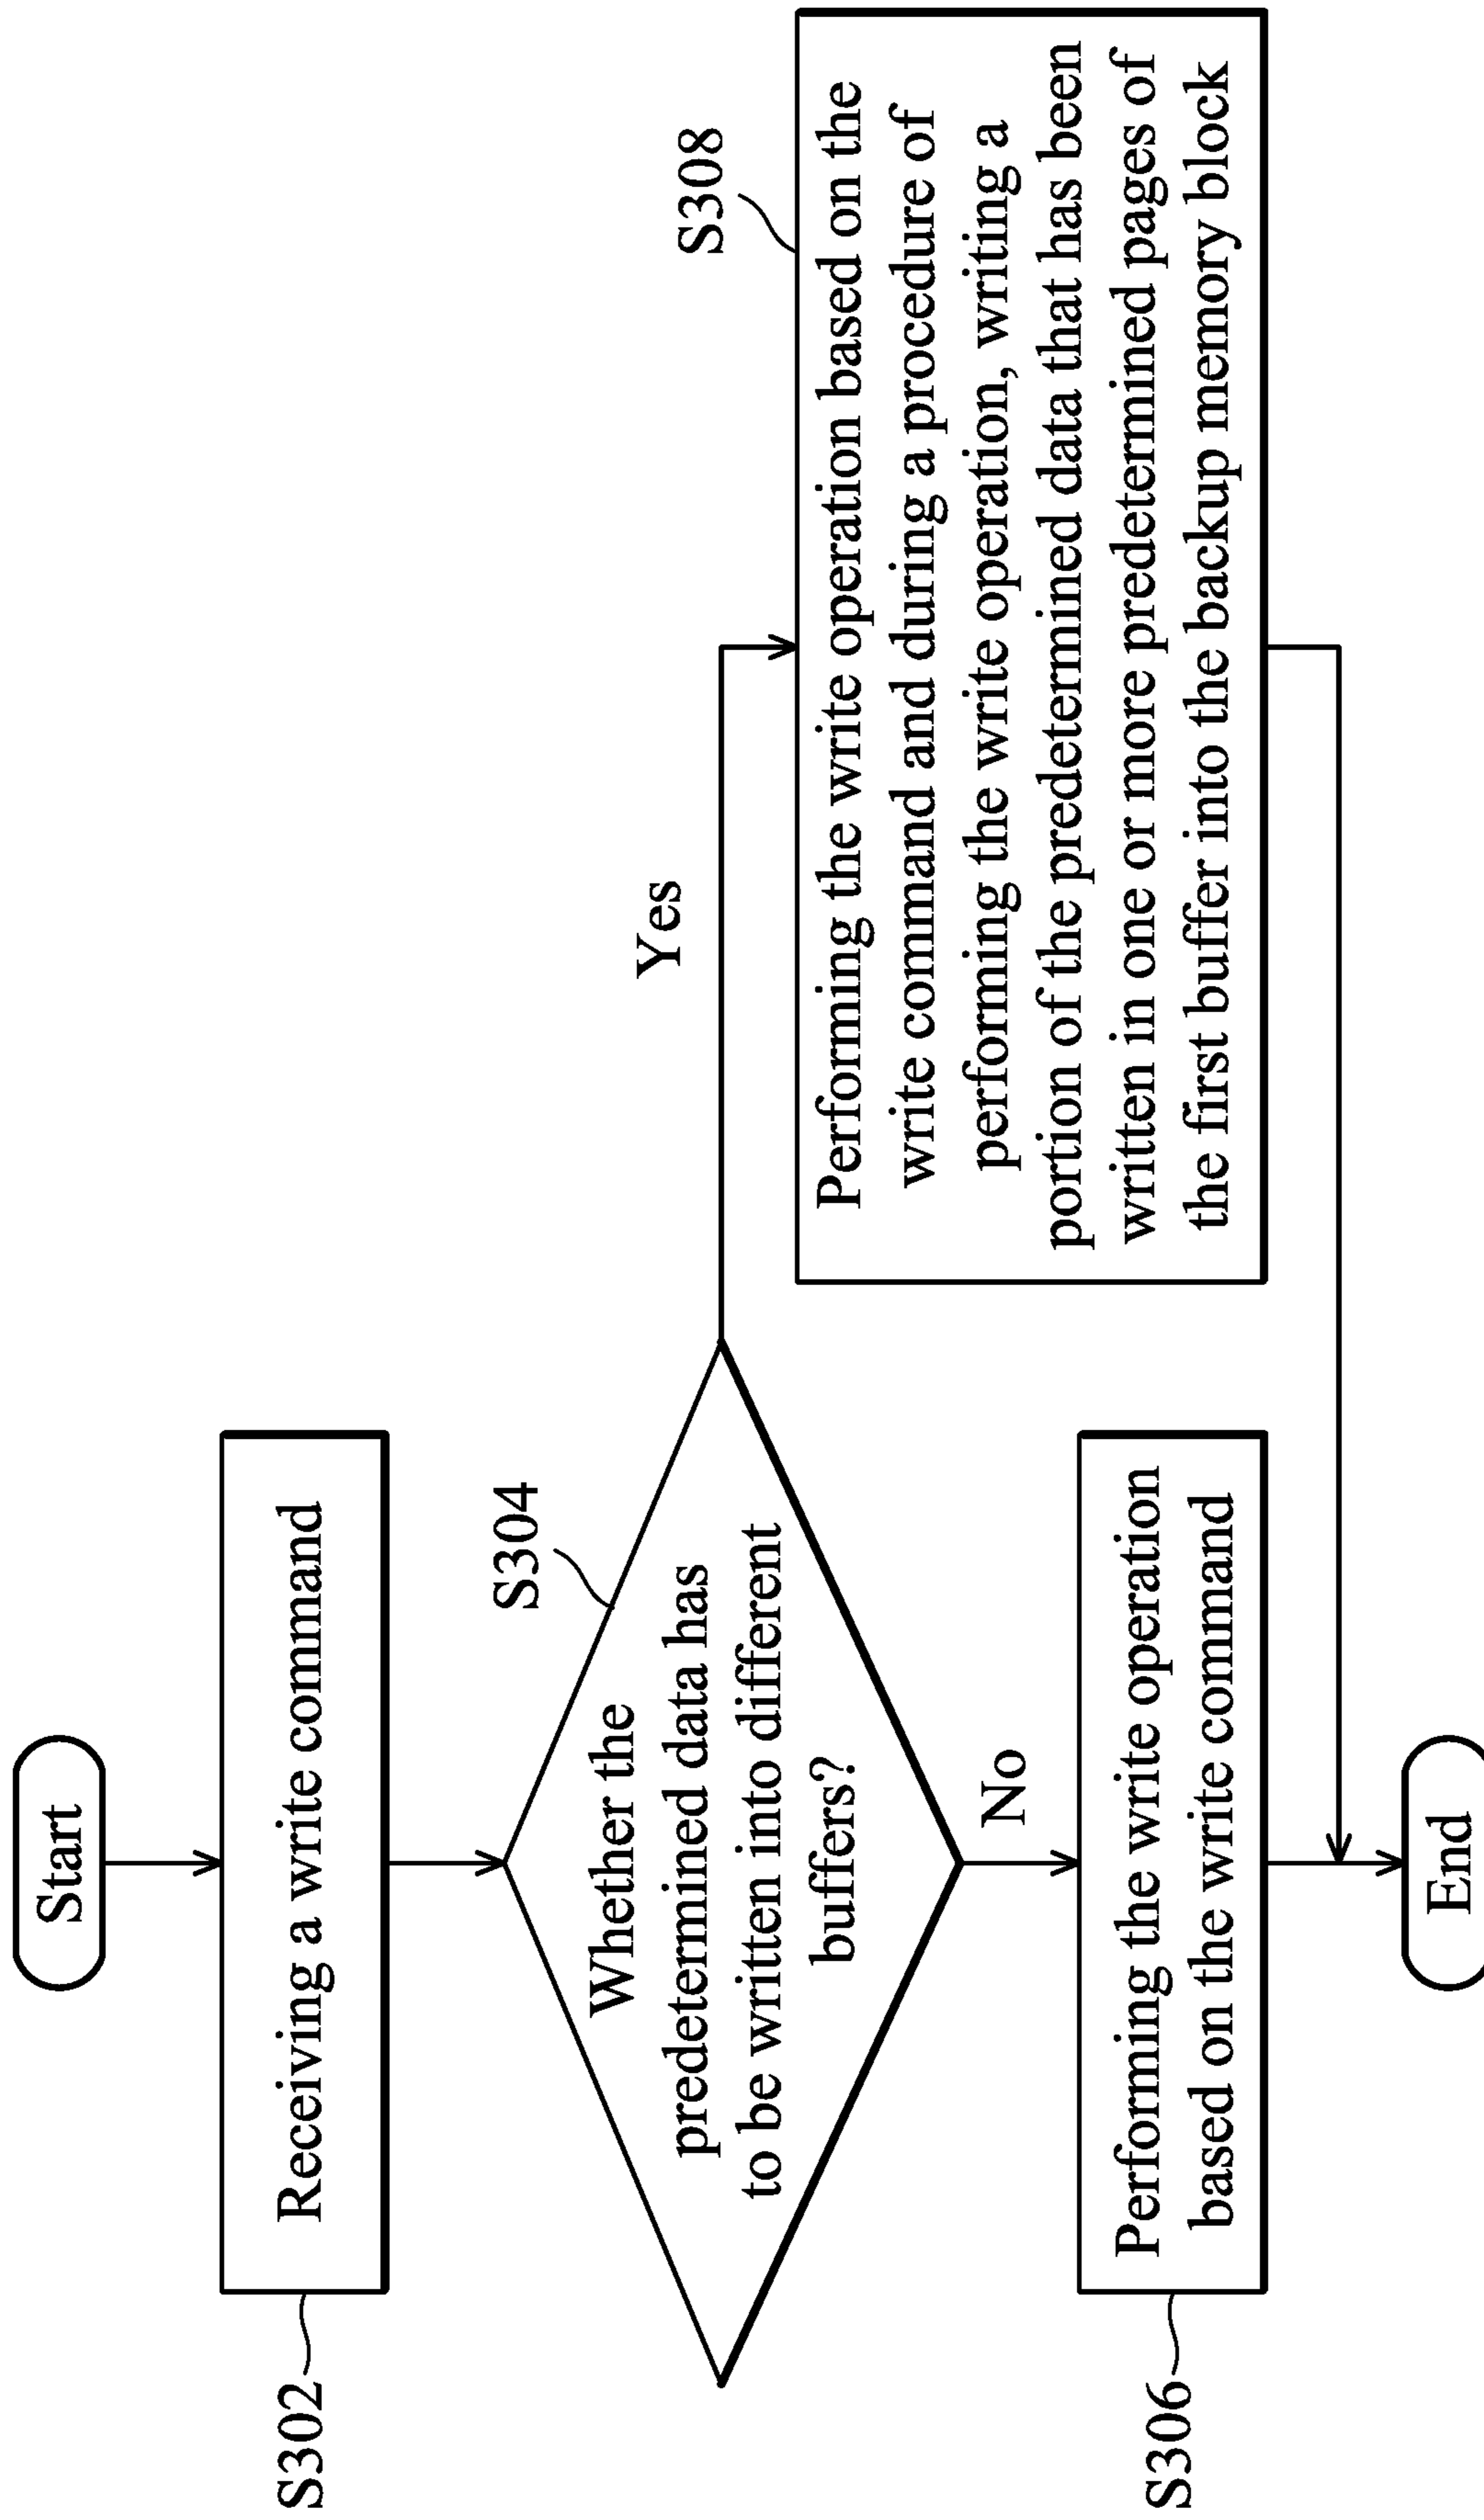 Start
S302
Receiving a write command
S304
Whether the
predetermined data has
to be written into different
buffers?
Yes
No
S308
Performing the write operation based on the
write command and during a procedure of
perfoming the write operation, writing a
portion of the predetermined data that has been
written in one or more predetermined pages of
the first buffer into the backup memory block
S306
Performing the write operation
based on the write command
End